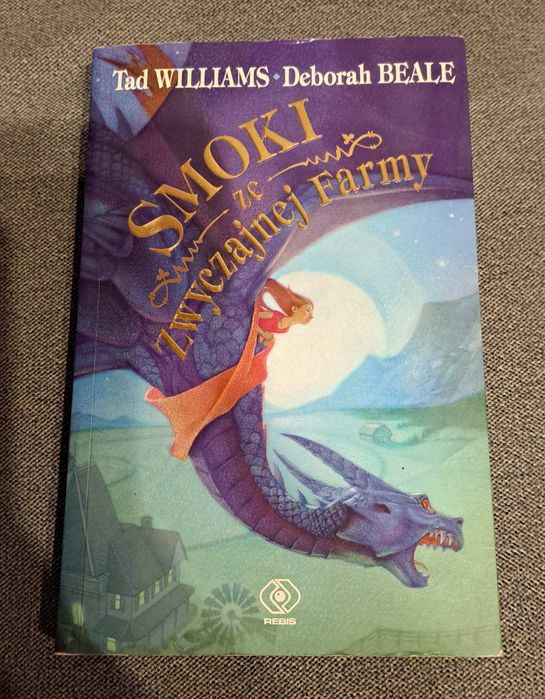 Tad WILLIAMS • Deborah BEALE
SMOKI
ze
zwyczajnej Farmy
REBIS